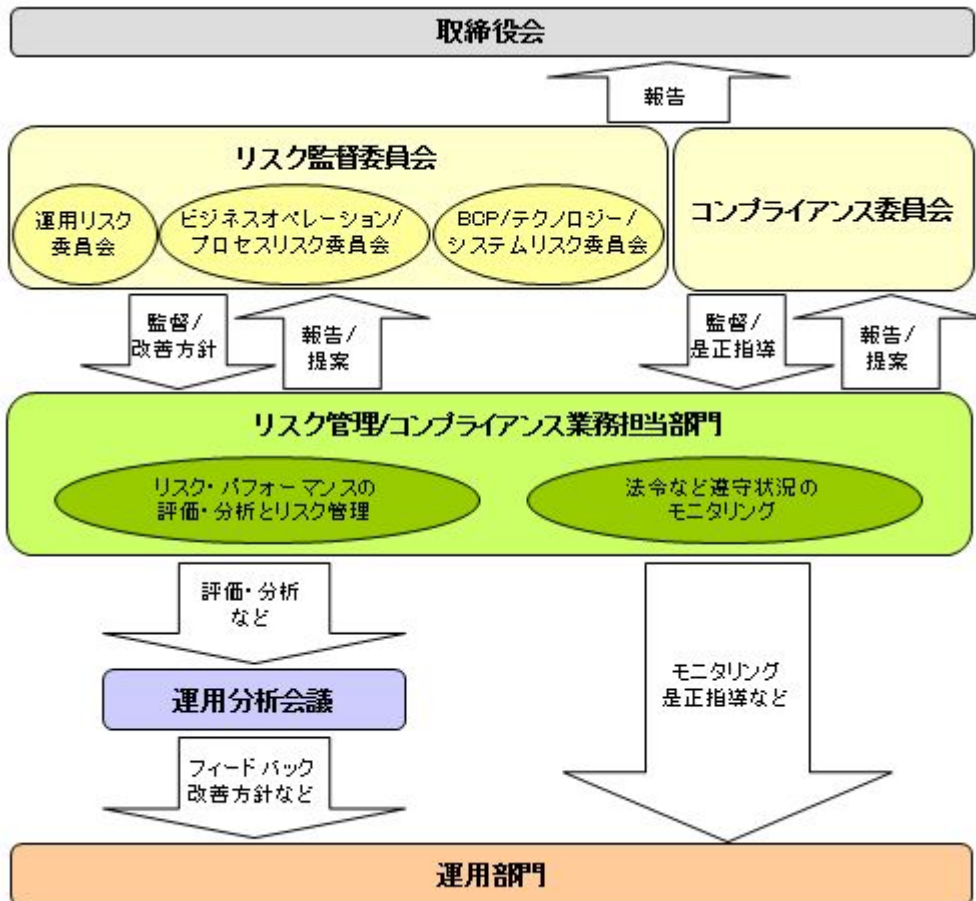 取締役会
報告
リスク監督委員会
運用リスク
委員会
ビジネスオペレーション/
プロセスリスク委員会
BCP/テクノロジー/
システムリスク委員会
コンプライアンス委員会
監督/
改善方針
報告/
提案
監督/
是正指導
報告/
提案
リスク管理/コンプライアンス業務担当部門
リスク・パフォーマンスの
評価・分析とリスク管理
法令など遵守状況の
モニタリング
評価・分析
など
運用分析会議
モニタリング
是正指導など
フィードバック
改善方針など
運用部門